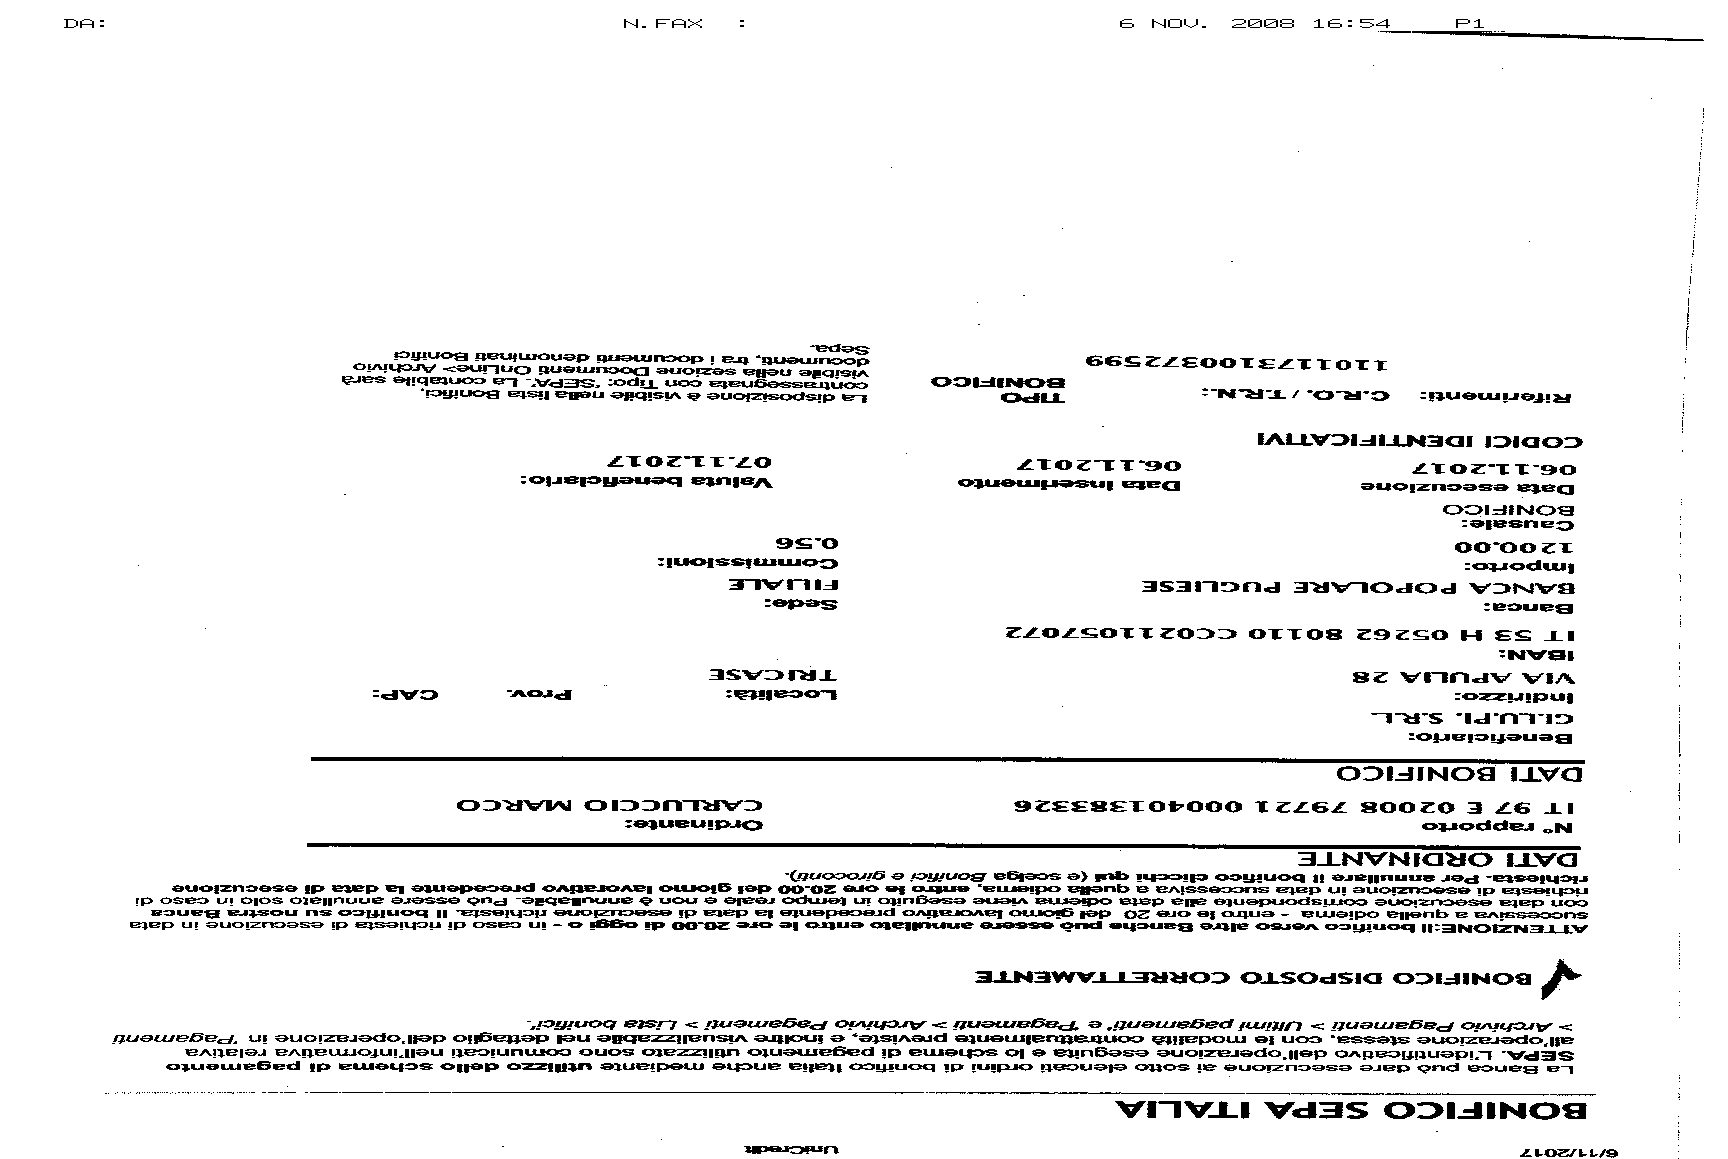 DA: N.FAX : 6 NOV. 2008 16:54 P1
6/11/2017 UniCredit
BONIFICO SEPA ITALIA
La Banca può dare esecuzione ai sotto elencati ordini di bonifico Italia anche mediante utilizzo dello schema di pagamento
SEPA. L'identificativo dell'operazione eseguita e lo schema di pagamento utilizzato sono comunicati nell'informativa relativa
all'operazione stessa, con le modalità contrattualmente previste, e inoltre visualizzabile nel dettaglio dell'operazione in "Pagamenti
> Archivio Pagamenti > Ultimi pagamenti" e "Pagamenti > Archivio Pagamenti > Lista bonifici".
BONIFICO DISPOSTO CORRETTAMENTE
ATTENZIONE:Il bonifico verso altre Banche può essere annullato entro le ore 20.00 di oggi o - in caso di richiesta di esecuzione in data
successiva a quella odierna - entro le ore 20 del giorno lavorativo precedente la data di esecuzione richiesta. Il bonifico su nostra Banca
con data esecuzione corrispondente alla data odierna viene eseguito in tempo reale e non è annullabile. Può essere annullato solo in caso di
richiesta di esecuzione in data successiva a quella odierna, entro le ore 20.00 del giorno lavorativo precedente la data di esecuzione
richiesta. Per annullare il bonifico clicchi qui (e scelga Bonifici e giroconti).
DATI ORDINANTE
N° rapporto Ordinante:
IT 97 E 02008 79721 000401383326 CARLUCCIO MARCO
DATI BONIFICO
Beneficiario:
GI.LU.PI. S.R.L.
Indirizzo: Località: Prov. CAP:
VIA APULIA 28 TRICASE
IBAN:
IT 53 H 05262 80110 CC0211057072
Banca: Sede:
BANCA POPOLARE PUGLIESE FILIALE
Importo: Commissioni:
1200.00 0.56
Causale:
BONIFICO
Data esecuzione Data inserimento Valuta beneficiario:
06.11.2017 06.11.2017 07.11.2017
CODICI IDENTIFICATIVI
Riferimenti: C.R.O. / T.R.N.: TIPO BONIFICO
1101173100372599
La disposizione è visibile nella lista Bonifici,
contrassegnata con Tipo: "SEPA". La contabile sarà
visibile nella sezione Documenti OnLine> Archivio
documenti, tra i documenti denominati Bonifici
Sepa.